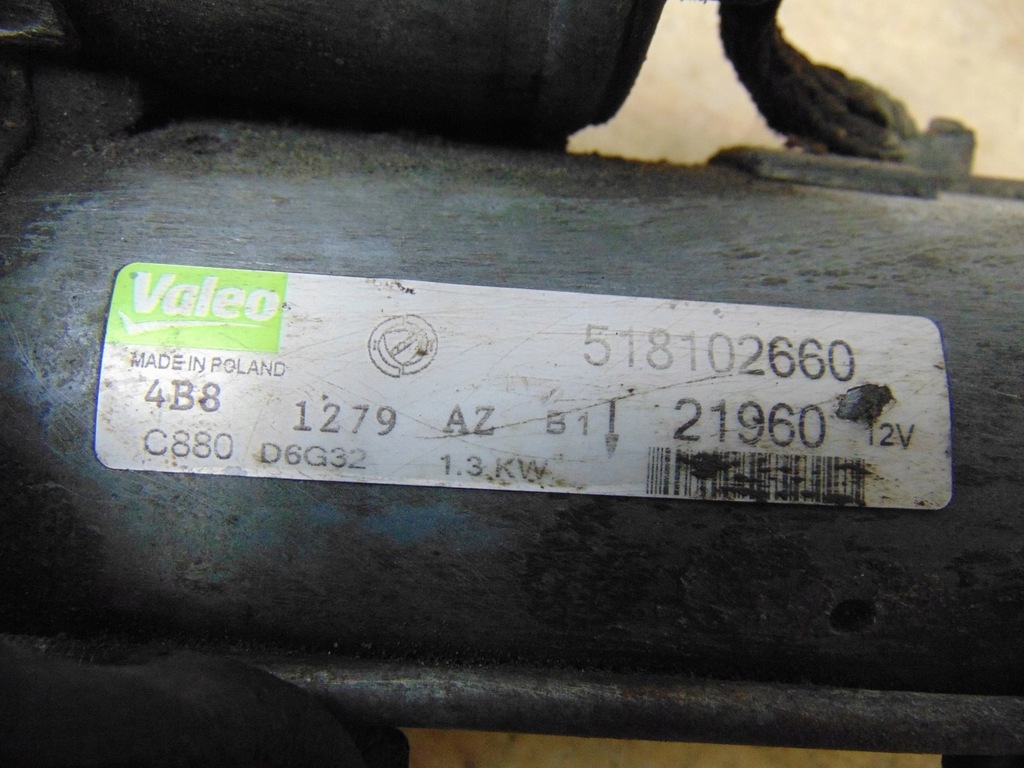 Valeo
MADE IN POLAND
518102660
4B8 1279 AZ B1 21960 12V
C880 D6G32 1.3 KW